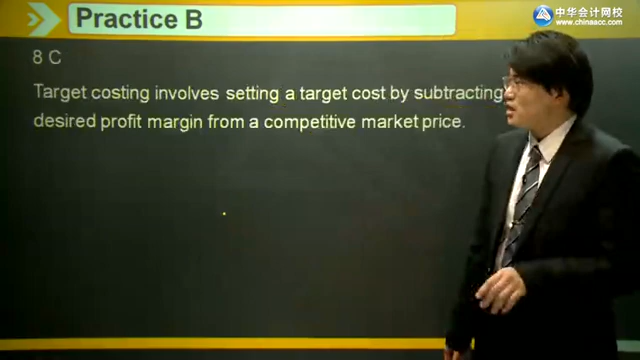 Practice B
中华会计网校
www.chinaacc.com
8 C
Target costing involves setting a target cost by subtracting
desired profit margin from a competitive market price.